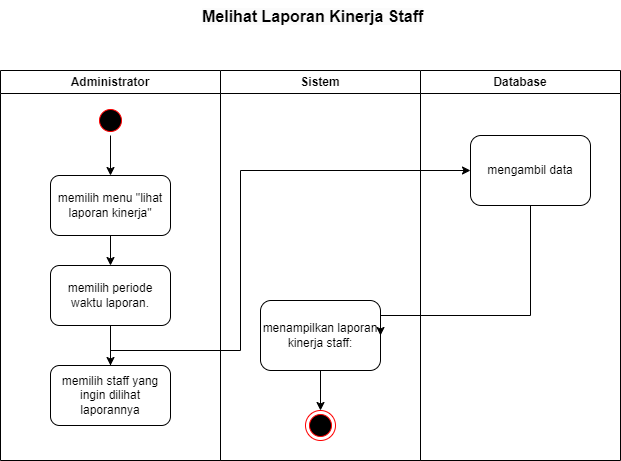 Melihat Laporan Kinerja Staff
Administrator
Sistem
Database
memilih menu "lihat
laporan kinerja"
memilih periode
waktu laporan.
memilih staff yang
ingin dilihat
laporannya
mengambil data
menampilkan laporan
kinerja staff: